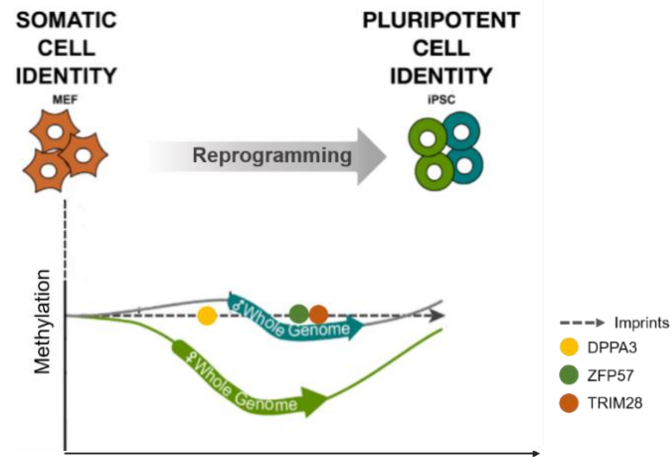 SOMATIC
CELL
IDENTITY
MEF
PLURIPOTENT
CELL
IDENTITY
iPSC
Reprogramming
Methylation
♂Whole Genome
♀Whole Genome
Imprints
DPPA3
ZFP57
TRIM28